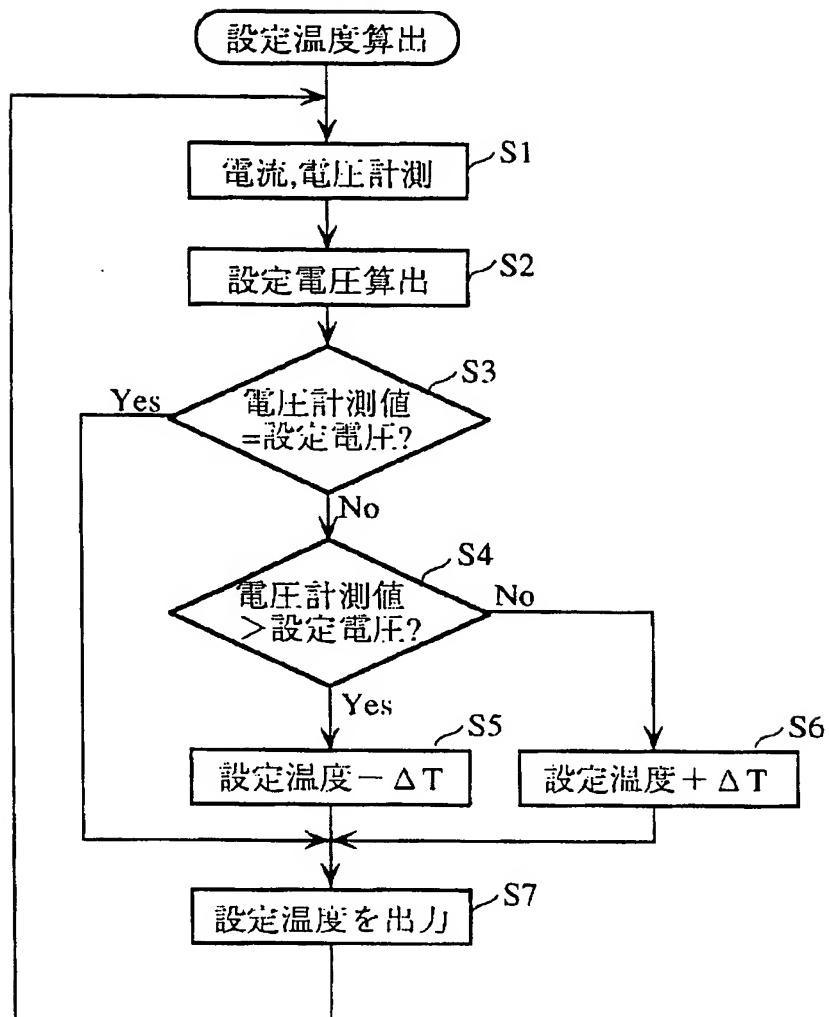 設定温度算出
S1
電流,電圧計測
S2
設定電圧算出
S3
Yes
電圧計測値
=設定電圧?
No
S4
電圧計測値
>設定電圧?
No
Yes
S5
設定温度-ΔT
S6
設定温度+ΔT
S7
設定温度を出力